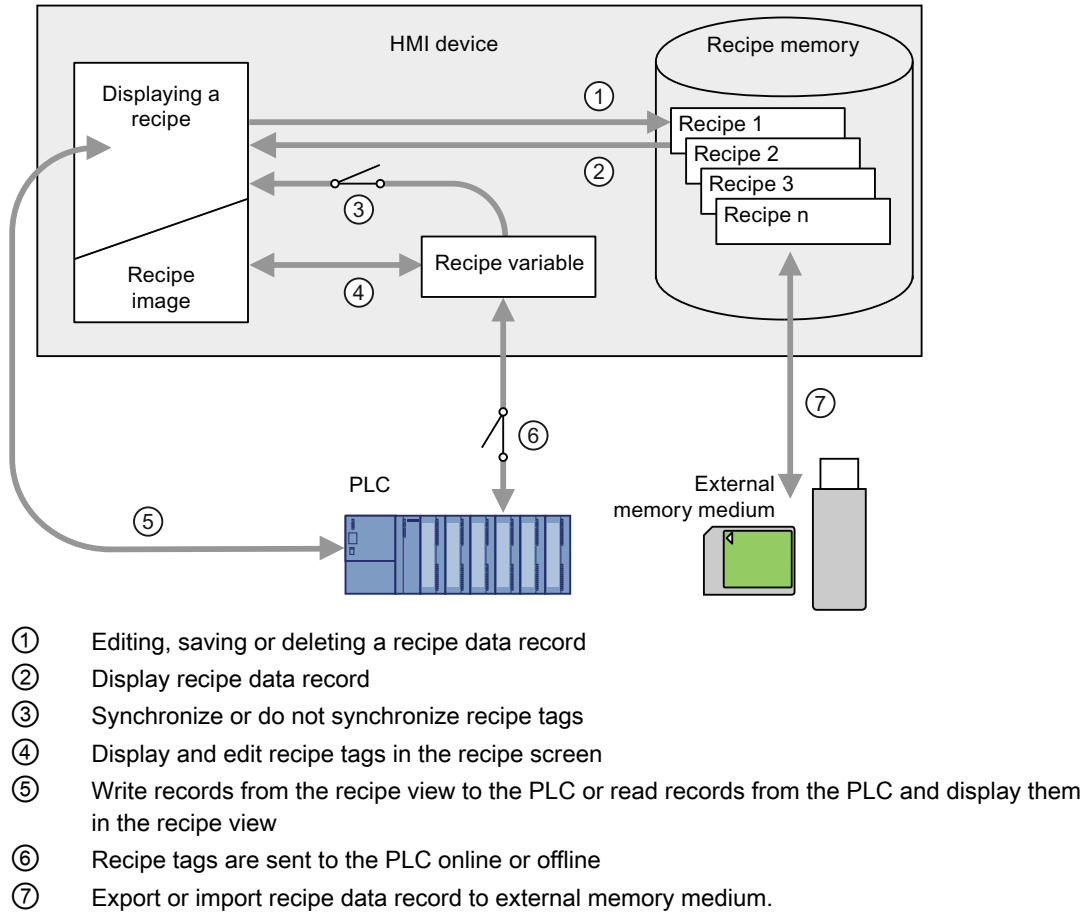 HMI device
Recipe memory
Displaying a
recipe
①
Recipe 1
Recipe 2
②
Recipe 3
③
Recipe n
Recipe variable
Recipe
image
④
⑦
⑥
PLC
External
memory medium
⑤
① Editing, saving or deleting a recipe data record
② Display recipe data record
③ Synchronize or do not synchronize recipe tags
④ Display and edit recipe tags in the recipe screen
⑤ Write records from the recipe view to the PLC or read records from the PLC and display them
in the recipe view
⑥ Recipe tags are sent to the PLC online or offline
⑦ Export or import recipe data record to external memory medium.